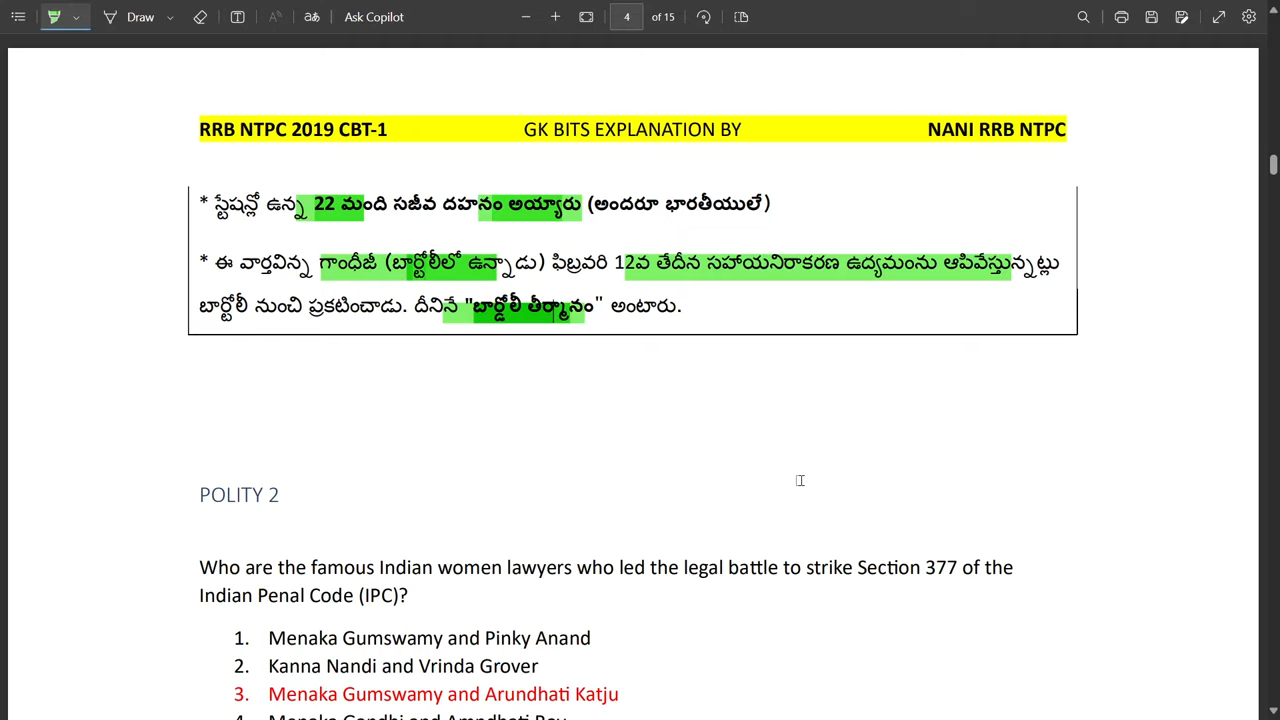 Draw
Ask Copilot
4 of 15
RRB NTPC 2019 CBT-1 GK BITS EXPLANATION BY NANI RRB NTPC
* స్టేషన్లో ఉన్న 22 మంది సజీవ దహనం అయ్యారు (అందరూ భారతీయులే)
* ఈ వార్తవిన్న గాంధీజీ (బార్టోలీలో ఉన్నాడు) ఫిబ్రవరి 12వ తేదీన సహాయనిరాకరణ ఉద్యమంను ఆపివేస్తున్నట్లు
బార్టోలీ నుంచి ప్రకటించాడు. దీనినే "బార్డోలీ తీర్మానం" అంటారు.
POLITY 2
Who are the famous Indian women lawyers who led the legal battle to strike Section 377 of the
Indian Penal Code (IPC)?
1. Menaka Gumswamy and Pinky Anand
2. Kanna Nandi and Vrinda Grover
3. Menaka Gumswamy and Arundhati Katju